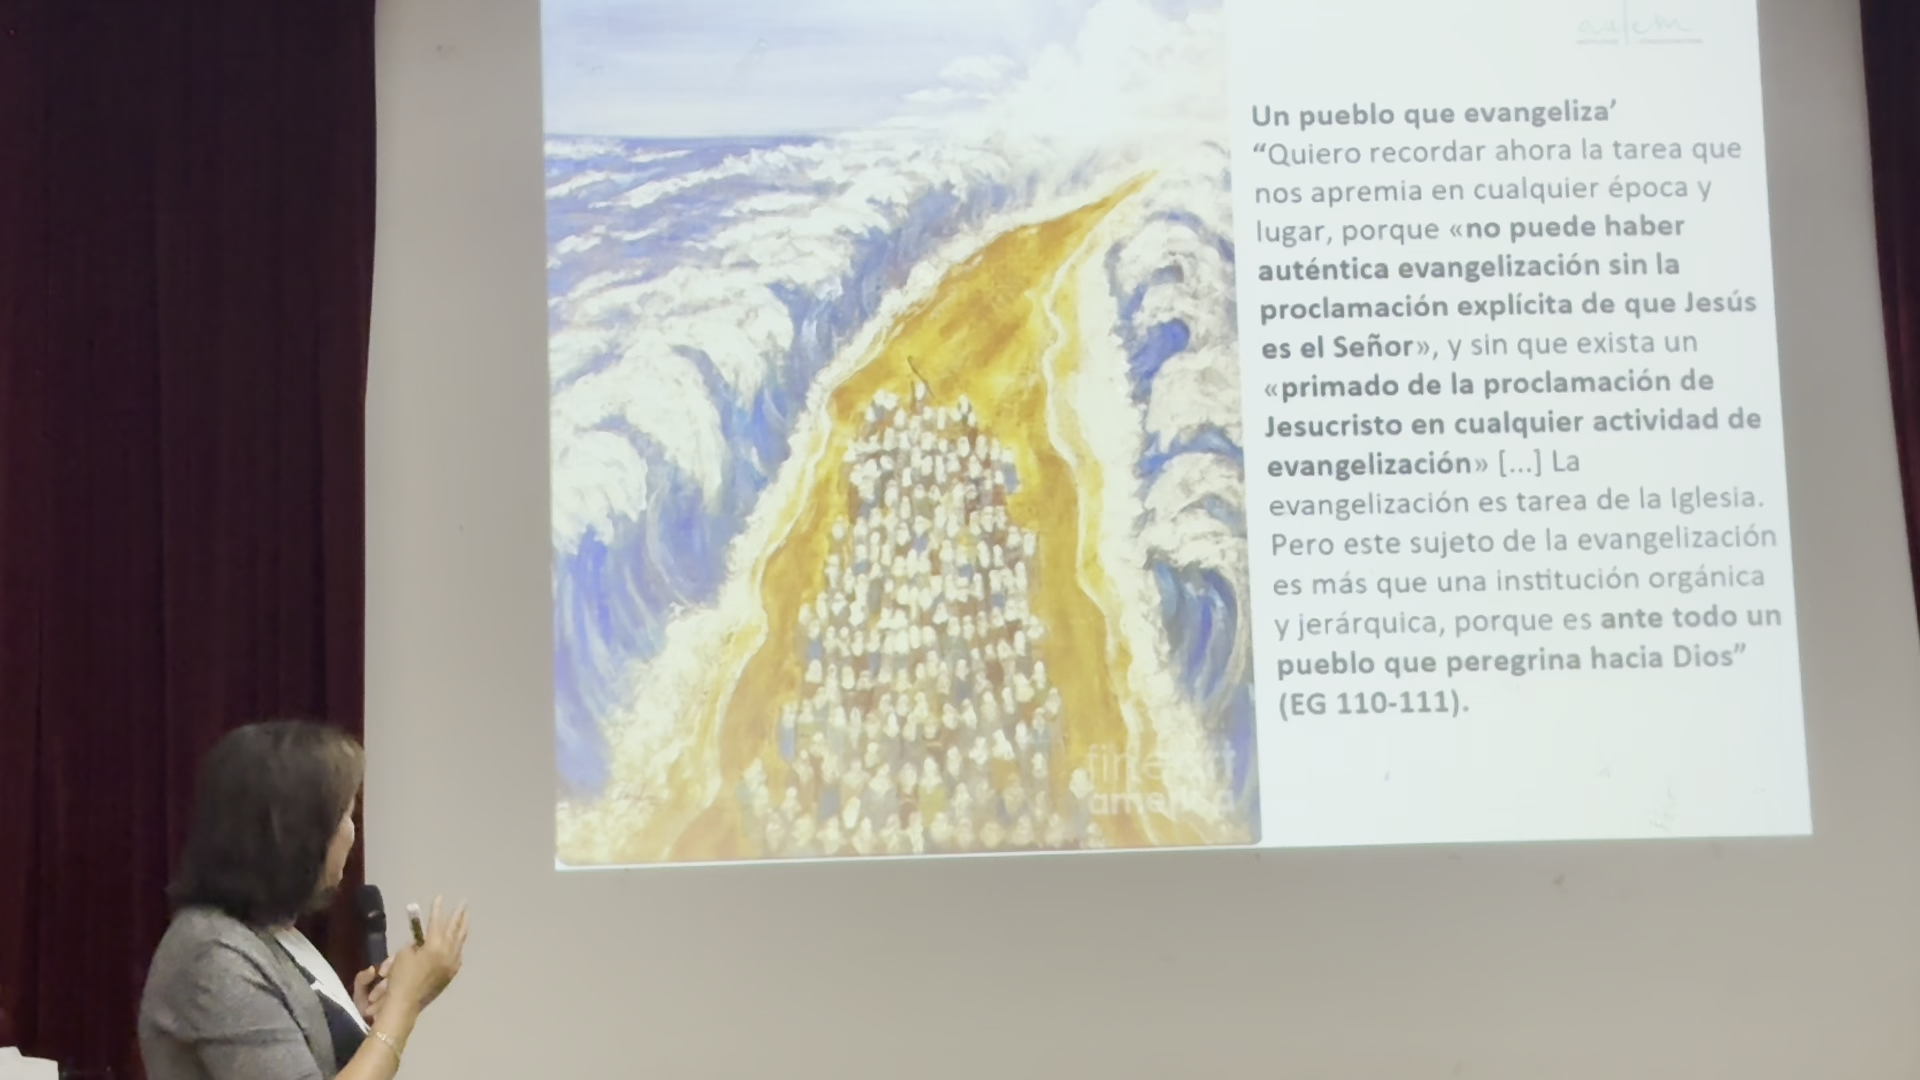 Un pueblo que evangeliza’
“Quiero recordar ahora la tarea que
nos apremia en cualquier época y
lugar, porque «no puede haber
auténtica evangelización sin la
proclamación explícita de que Jesús
es el Señor», y sin que exista un
«primado de la proclamación de
Jesucristo en cualquier actividad de
evangelización» [...] La
evangelización es tarea de la Iglesia.
Pero este sujeto de la evangelización
es más que una institución orgánica
y jerárquica, porque es ante todo un
pueblo que peregrina hacia Dios”
(EG 110-111).
fine art
america